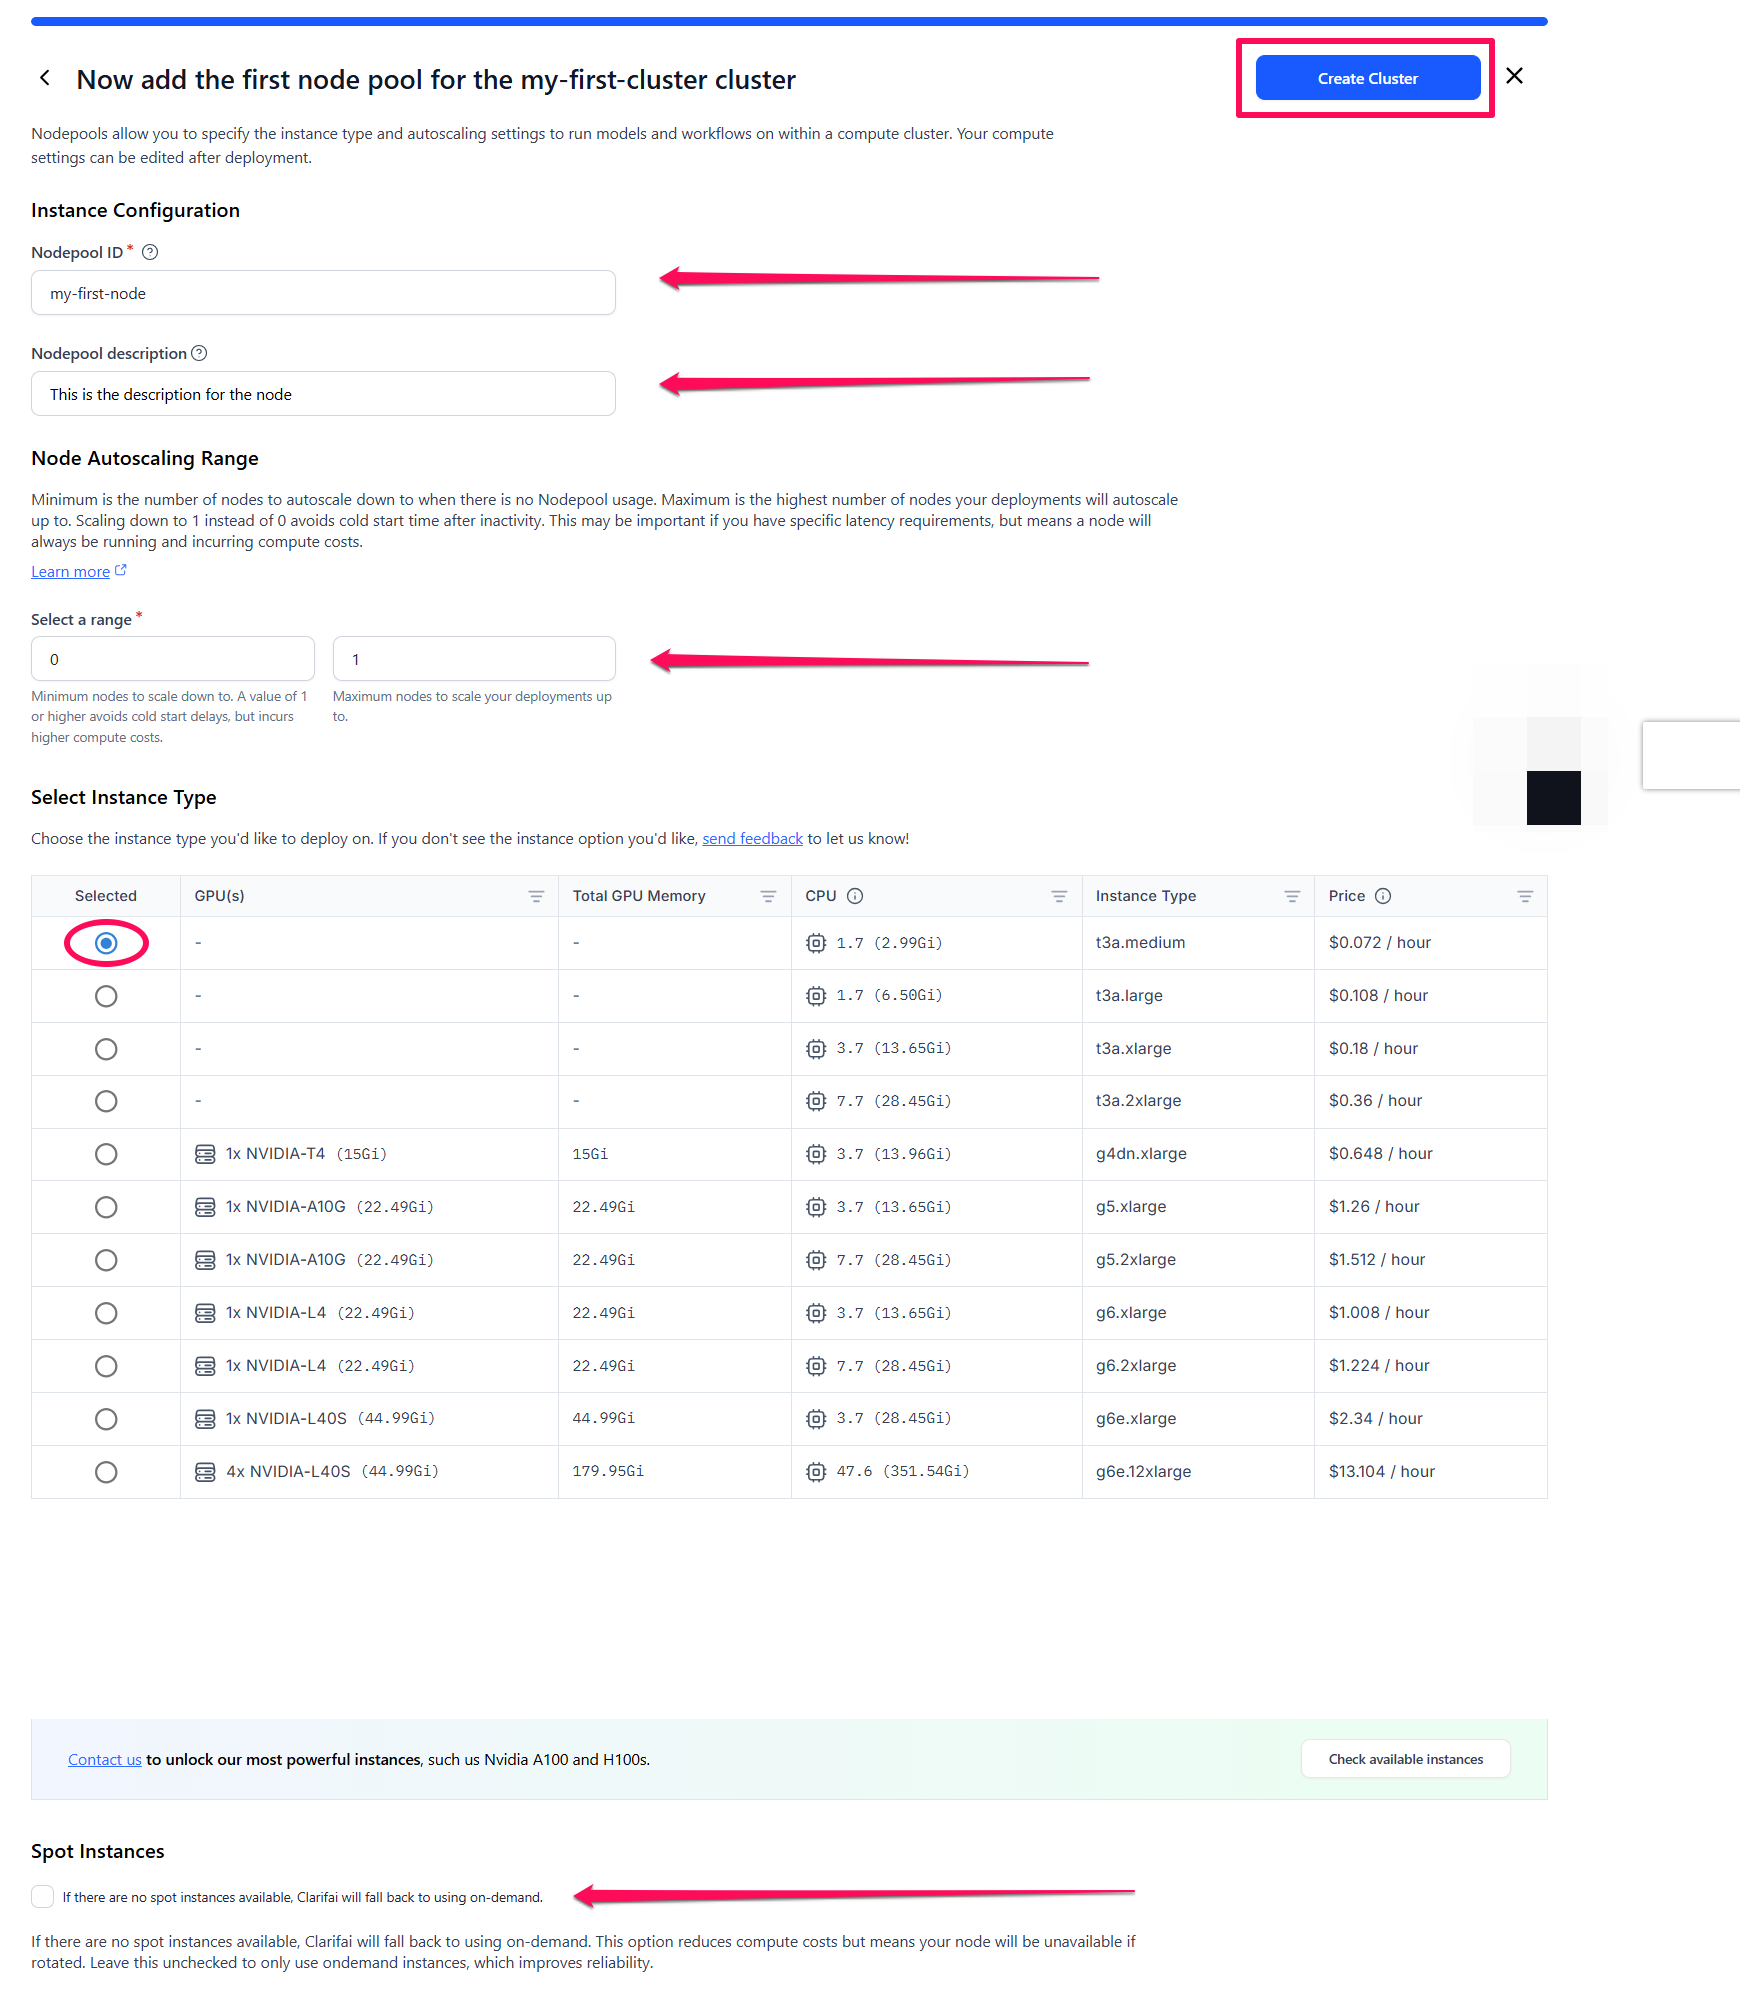 Now add the first node pool for the my-first-cluster cluster
Create Cluster
Nodepools allow you to specify the instance type and autoscaling settings to run models and workflows on within a compute cluster. Your compute
settings can be edited after deployment.
Instance Configuration
Nodepool ID *
my-first-node
Nodepool description
This is the description for the node
Node Autoscaling Range
Minimum is the number of nodes to autoscale down to when there is no Nodepool usage. Maximum is the highest number of nodes your deployments will autoscale
up to. Scaling down to 1 instead of 0 avoids cold start time after inactivity. This may be important if you have specific latency requirements, but means a node will
always be running and incurring compute costs.
Learn more
Select a range *
0 1
Minimum nodes to scale down to. A value of 1
or higher avoids cold start delays, but incurs
higher compute costs.
Maximum nodes to scale your deployments up
to.
Select Instance Type
Choose the instance type you'd like to deploy on. If you don't see the instance option you'd like, send feedback to let us know!
Selected GPU(s) Total GPU Memory CPU Instance Type Price
- - 1.7 (2.99Gi) t3a.medium $0.072 / hour
- - 1.7 (6.50Gi) t3a.large $0.108 / hour
- - 3.7 (13.65Gi) t3a.xlarge $0.18 / hour
- - 7.7 (28.45Gi) t3a.2xlarge $0.36 / hour
1x NVIDIA-T4 (15Gi) 15Gi 3.7 (13.96Gi) g4dn.xlarge $0.648 / hour
1x NVIDIA-A10G (22.49Gi) 22.49Gi 3.7 (13.65Gi) g5.xlarge $1.26 / hour
1x NVIDIA-A10G (22.49Gi) 22.49Gi 7.7 (28.45Gi) g5.2xlarge $1.512 / hour
1x NVIDIA-L4 (22.49Gi) 22.49Gi 3.7 (13.65Gi) g6.xlarge $1.008 / hour
1x NVIDIA-L4 (22.49Gi) 22.49Gi 7.7 (28.45Gi) g6.2xlarge $1.224 / hour
1x NVIDIA-L40S (44.99Gi) 44.99Gi 3.7 (28.45Gi) g6e.xlarge $2.34 / hour
4x NVIDIA-L40S (44.99Gi) 179.95Gi 47.6 (351.54Gi) g6e.12xlarge $13.104 / hour
Contact us to unlock our most powerful instances, such us Nvidia A100 and H100s.
Check available instances
Spot Instances
If there are no spot instances available, Clarifai will fall back to using on-demand.
If there are no spot instances available, Clarifai will fall back to using on-demand. This option reduces compute costs but means your node will be unavailable if
rotated. Leave this unchecked to only use ondemand instances, which improves reliability.